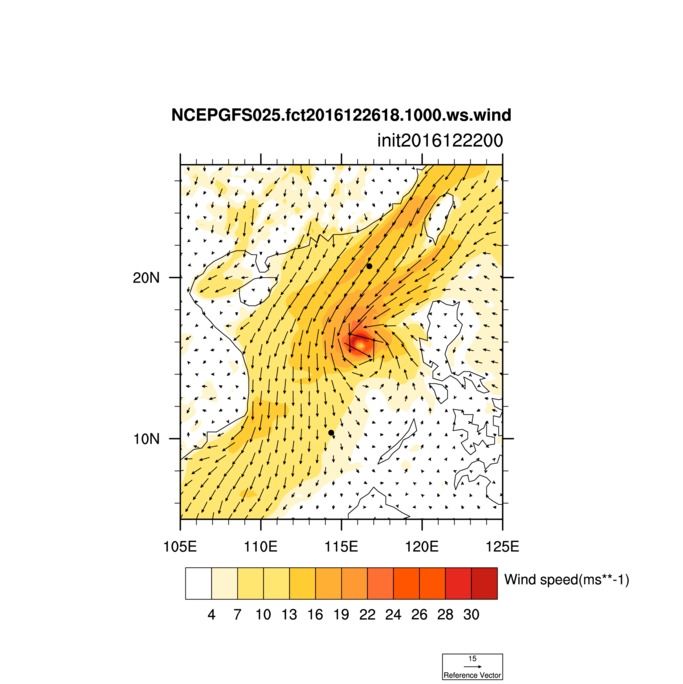 NCEPGFS025.fct2016122618.1000.ws.wind
init2016122200
20N
10N
105E 110E 115E 120E 125E
Wind speed(ms**-1)
4 7 10 13 16 19 22 24 26 28 30
15
Reference Vector